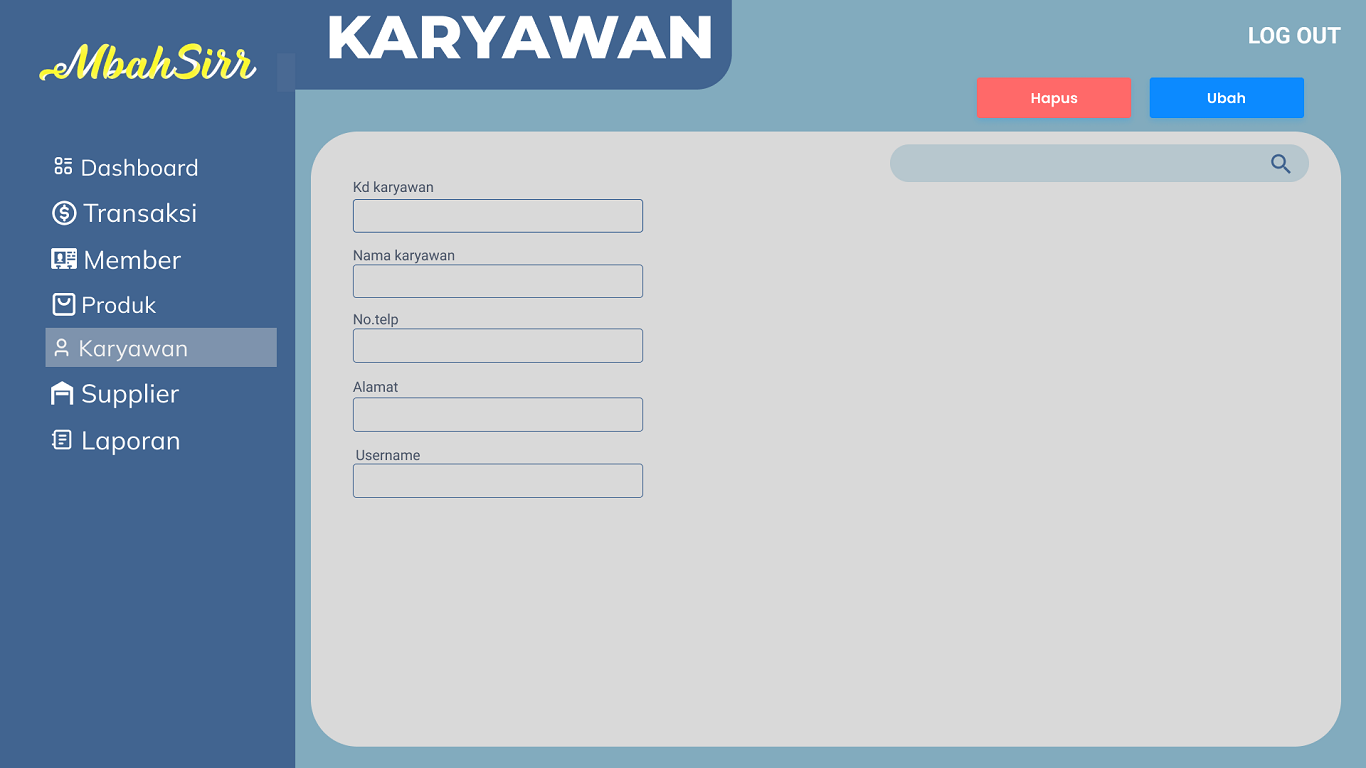 MbahSirr
KARYAWAN
LOG OUT
Hapus
Ubah
Dashboard
Transaksi
Member
Produk
Karyawan
Supplier
Laporan
Kd karyawan
Nama karyawan
No.telp
Alamat
Username